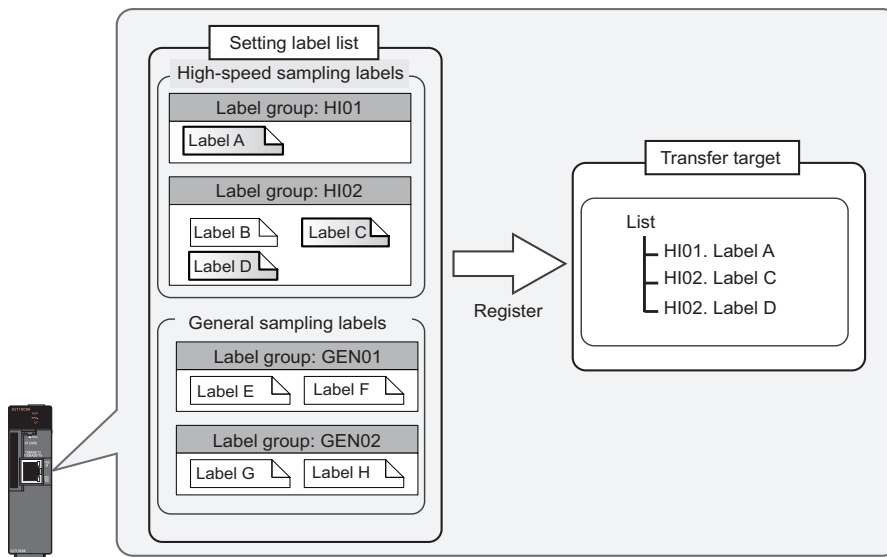 Setting label list
High-speed sampling labels
Label group: HI01
Label A
Label group: HI02
Label B
Label C
Label D
General sampling labels
Label group: GEN01
Label E
Label F
Label group: GEN02
Label G
Label H
Register
Transfer target
List
HI01. Label A
HI02. Label C
HI02. Label D